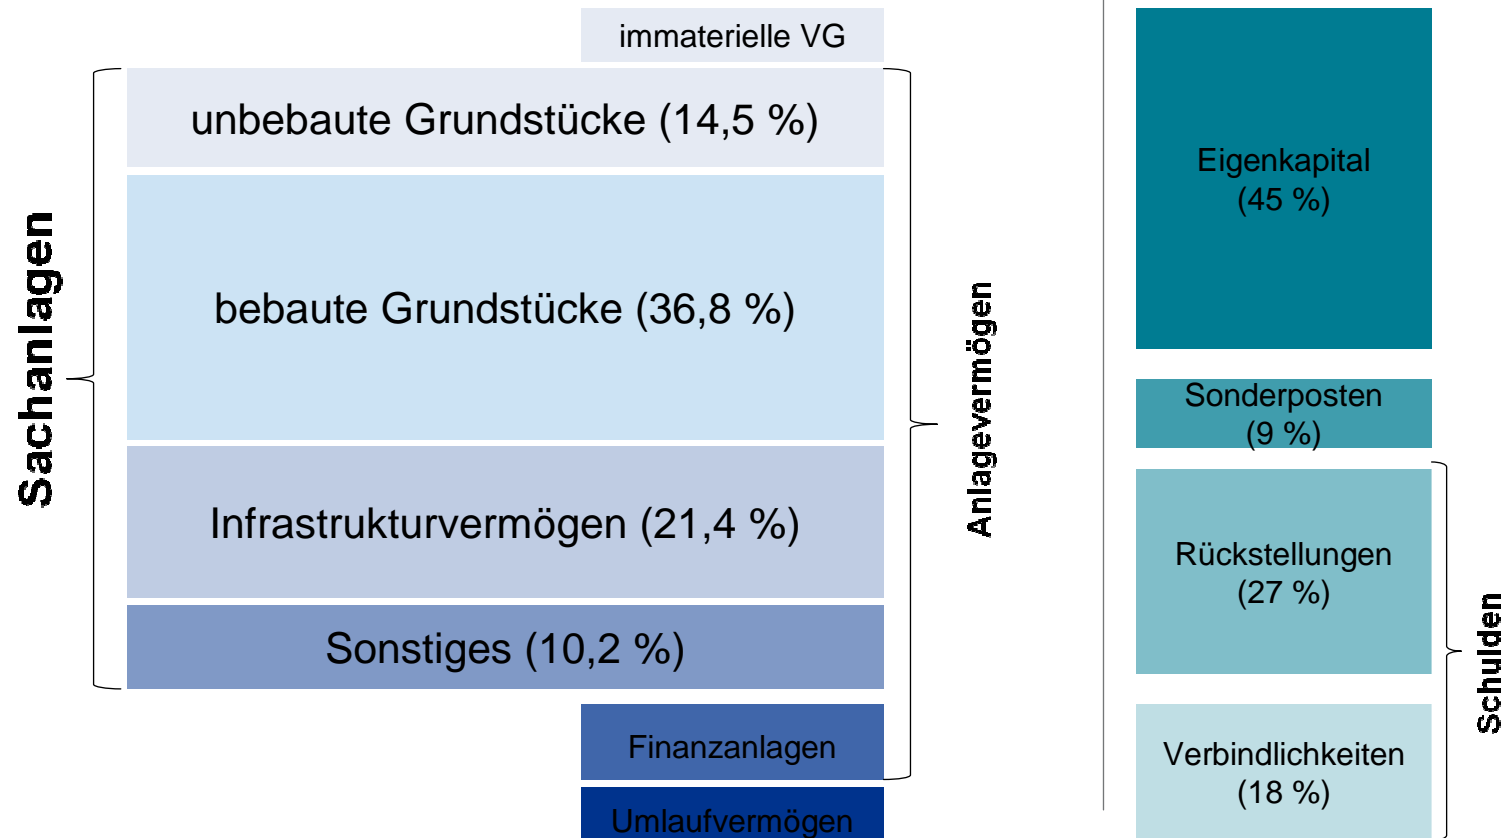 immaterielle VG
unbebaute Grundstücke (14,5 %)
bebaute Grundstücke (36,8 %)
Infrastrukturvermögen (21,4 %)
Sonstiges (10,2 %)
Finanzanlagen
Umlaufvermögen
Sachanlagen
Anlagevermögen
Eigenkapital
(45 %)
Sonderposten
(9 %)
Rückstellungen
(27 %)
Verbindlichkeiten
(18 %)
Schulden